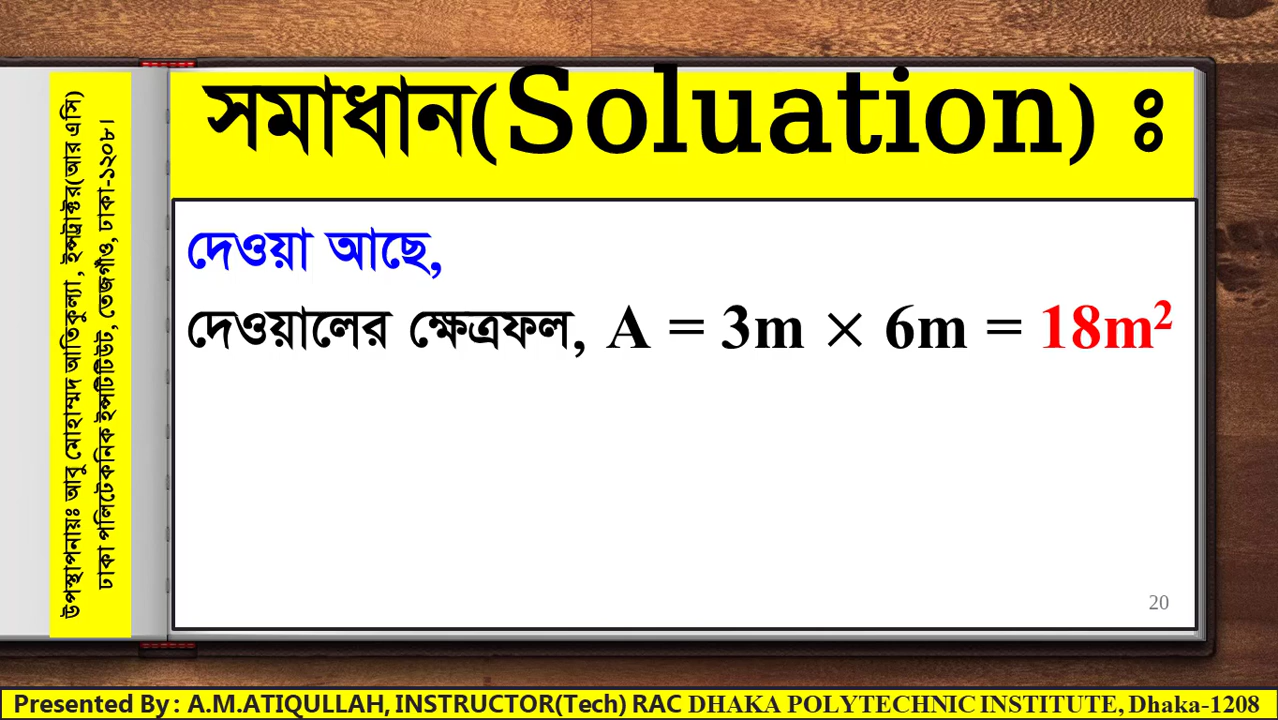 সমাধান(Soluation) ঃ
দেওয়া আছে,
দেওয়ালের ক্ষেত্রফল, A = 3m × 6m = 18m²
20
উপস্থাপনায়ঃ আবু মোহাম্মদ আতিকুল্যা, ইন্সট্রাক্টর(আর এসি)
ঢাকা পলিটেকনিক ইন্সটিটিউট, তেজগাঁও, ঢাকা-১২০৮।
Presented By : A.M.ATIQULLAH, INSTRUCTOR(Tech) RAC DHAKA POLYTECHNIC INSTITUTE, Dhaka-1208